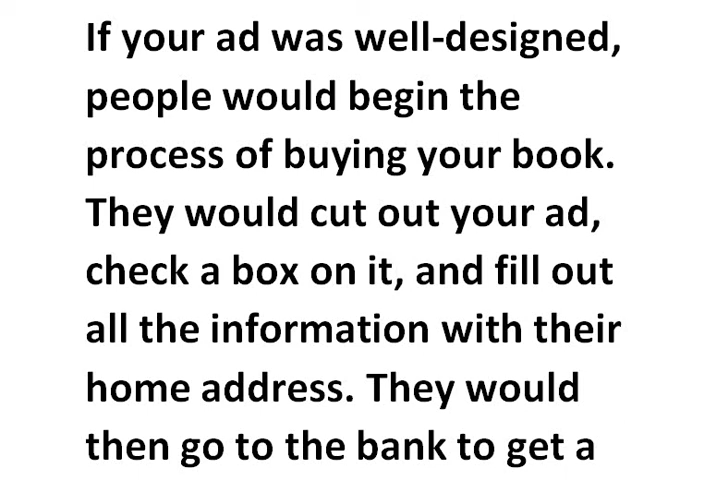 If your ad was well-designed,
people would begin the
process of buying your book.
They would cut out your ad,
check a box on it, and fill out
all the information with their
home address. They would
then go to the bank to get a